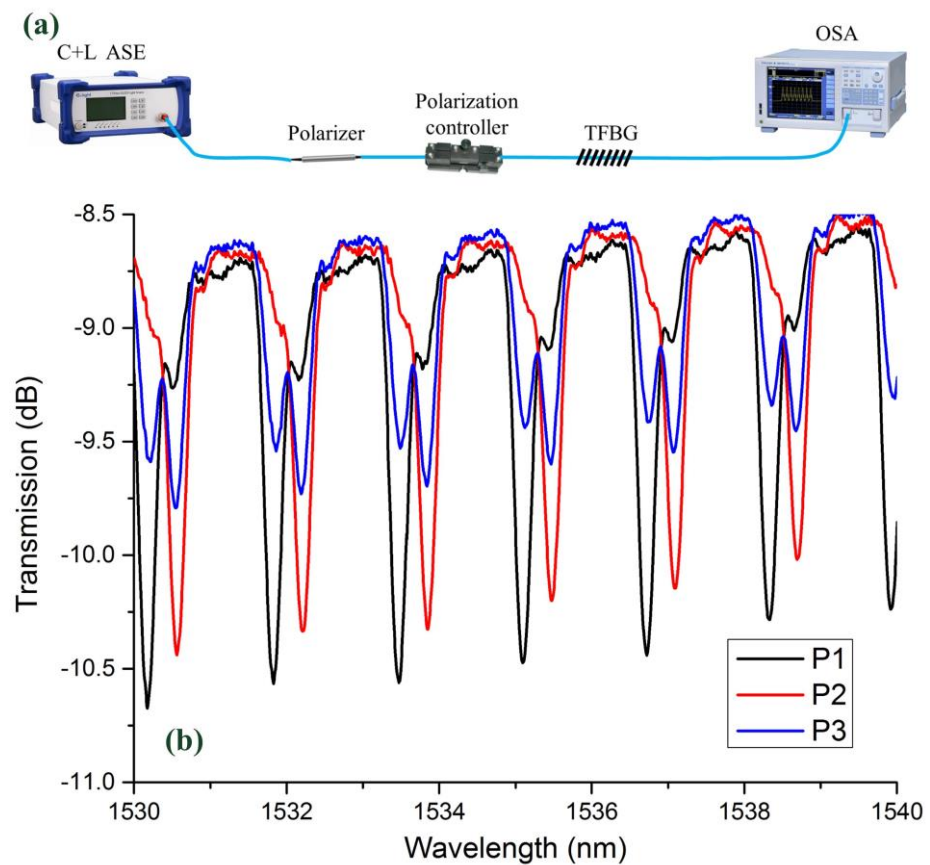 (a)
C+L ASE
OSA
Polarizer
Polarization
controller
TFBG
-8.5
-9.0
-9.5
-10.0
-10.5
-11.0
Transmission (dB)
(b)
P1
P2
P3
1530
1532
1534
1536
1538
1540
Wavelength (nm)